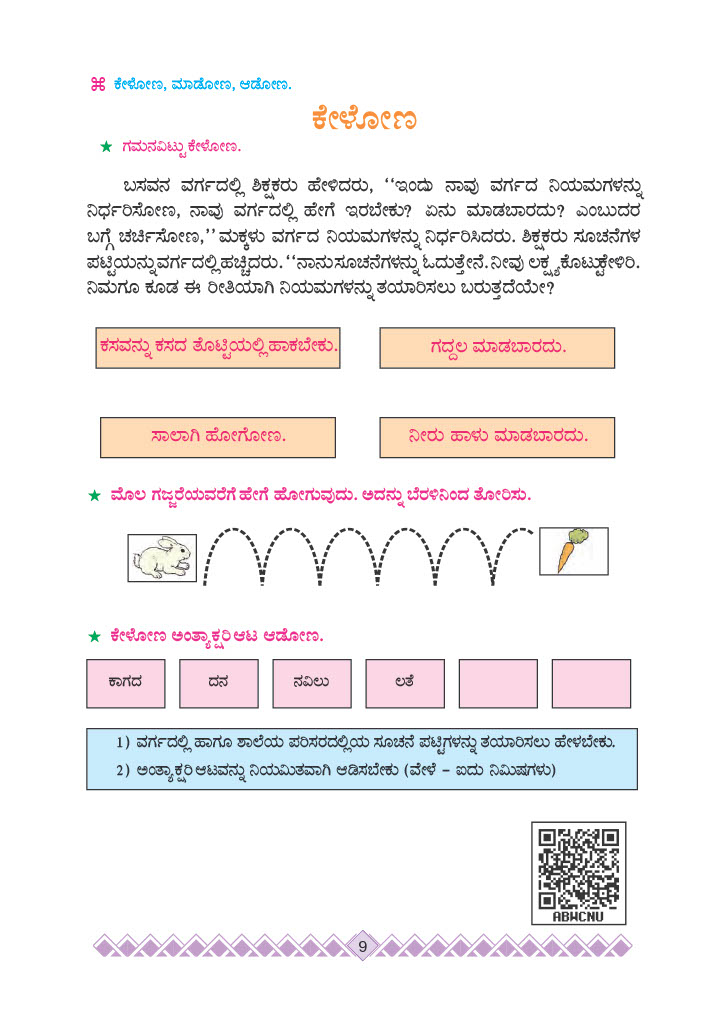 ⌘ ಕೇಳೋಣ, ಮಾಡೋಣ, ಆಡೋಣ.
ಕೇಳೋಣ
★ ಗಮನವಿಟ್ಟು ಕೇಳೋಣ.
ಬಸವನ ವರ್ಗದಲ್ಲಿ ಶಿಕ್ಷಕರು ಹೇಳಿದರು, ‘‘ಇಂದು ನಾವು ವರ್ಗದ ನಿಯಮಗಳನ್ನು
ನಿರ್ಧರಿಸೋಣ, ನಾವು ವರ್ಗದಲ್ಲಿ ಹೇಗೆ ಇರಬೇಕು? ಏನು ಮಾಡಬಾರದು? ಎಂಬುದರ
ಬಗ್ಗೆ ಚರ್ಚಿಸೋಣ,’’ ಮಕ್ಕಳು ವರ್ಗದ ನಿಯಮಗಳನ್ನು ನಿರ್ಧರಿಸಿದರು. ಶಿಕ್ಷಕರು ಸೂಚನೆಗಳ
ಪಟ್ಟಿಯನ್ನು ವರ್ಗದಲ್ಲಿ ಹಚ್ಚಿದರು. ‘‘ನಾನು ಸೂಚನೆಗಳನ್ನು ಓದುತ್ತೇನೆ. ನೀವು ಲಕ್ಷ್ಯಕೊಟ್ಟು ಕೇಳಿರಿ.
ನಿಮಗೂ ಕೂಡ ಈ ರೀತಿಯಾಗಿ ನಿಯಮಗಳನ್ನು ತಯಾರಿಸಲು ಬರುತ್ತದೆಯೇ?
ಕಸವನ್ನು ಕಸದ ತೊಟ್ಟಿಯಲ್ಲಿ ಹಾಕಬೇಕು. ಗದ್ದಲ ಮಾಡಬಾರದು.
ಸಾಲಾಗಿ ಹೋಗೋಣ. ನೀರು ಹಾಳು ಮಾಡಬಾರದು.
★ ಮೊಲ ಗಜ್ಜರೆಯವರೆಗೆ ಹೇಗೆ ಹೋಗುವುದು. ಅದನ್ನು ಬೆರಳಿನಿಂದ ತೋರಿಸು.
★ ಕೇಳೋಣ ಅಂತ್ಯಾಕ್ಷರಿ ಆಟ ಆಡೋಣ.
ಕಾಗದ ದನ ನವಿಲು ಲತೆ
1) ವರ್ಗದಲ್ಲಿ ಹಾಗೂ ಶಾಲೆಯ ಪರಿಸರದಲ್ಲಿಯ ಸೂಚನೆ ಪಟ್ಟಿಗಳನ್ನು ತಯಾರಿಸಲು ಹೇಳಬೇಕು.
2) ಅಂತ್ಯಾಕ್ಷರಿ ಆಟವನ್ನು ನಿಯಮಿತವಾಗಿ ಆಡಿಸಬೇಕು (ವೇಳೆ – ಐದು ನಿಮಿಷಗಳು)
ABWCNU
9